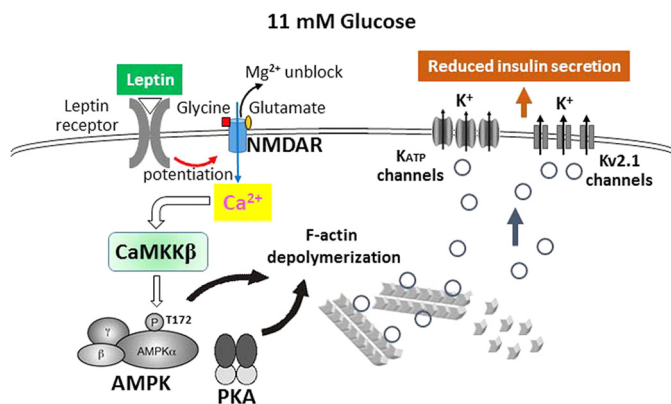 11 mM Glucose
Leptin
Mg²⁺ unblock
Reduced insulin secretion
Leptin
receptor
Glycine
Glutamate
NMDAR
potentiation
K⁺
K⁺
KATP
channels
Kv2.1
channels
Ca²⁺
CaMKKβ
F-actin
depolymerization
P
T172
γ
β
AMPKα
AMPK
PKA